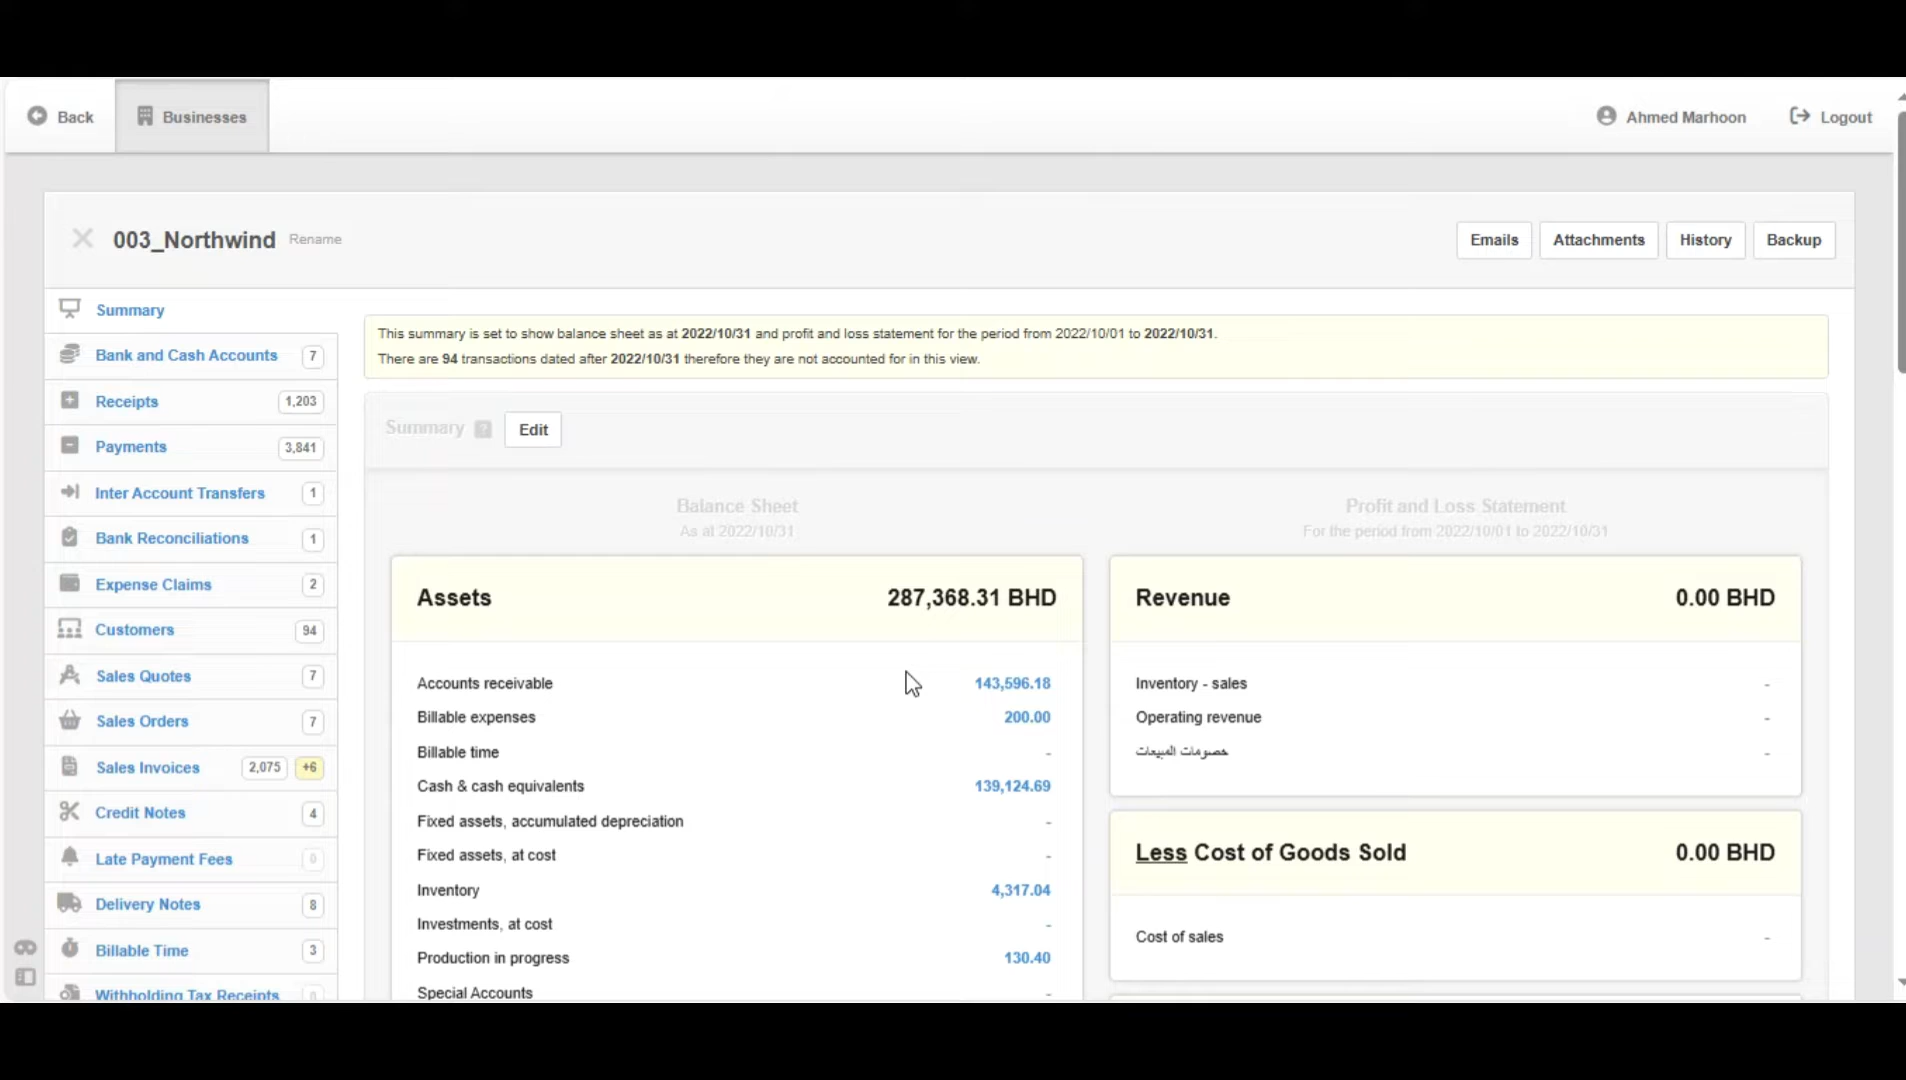 Back
Businesses
Ahmed Marhoon
Logout
003_Northwind Rename
Emails
Attachments
History
Backup
Summary
Bank and Cash Accounts 7
Receipts 1,203
Payments 3,841
Inter Account Transfers 1
Bank Reconciliations 1
Expense Claims 2
Customers 94
Sales Quotes 7
Sales Orders 7
Sales Invoices 2,075 +6
Credit Notes 4
Late Payment Fees 0
Delivery Notes 8
Billable Time 3
Withholding Tax Receipts 0
This summary is set to show balance sheet as at 2022/10/31 and profit and loss statement for the period from 2022/10/01 to 2022/10/31.
There are 94 transactions dated after 2022/10/31 therefore they are not accounted for in this view.
Summary ? Edit
Balance Sheet
As at 2022/10/31
Assets 287,368.31 BHD
Accounts receivable 143,596.18
Billable expenses 200.00
Billable time -
Cash & cash equivalents 139,124.69
Fixed assets, accumulated depreciation -
Fixed assets, at cost -
Inventory 4,317.04
Investments, at cost -
Production in progress 130.40
Special Accounts -
Profit and Loss Statement
For the period from 2022/10/01 to 2022/10/31
Revenue 0.00 BHD
Inventory - sales -
Operating revenue -
خصومات المبيعات -
Less Cost of Goods Sold 0.00 BHD
Cost of sales -